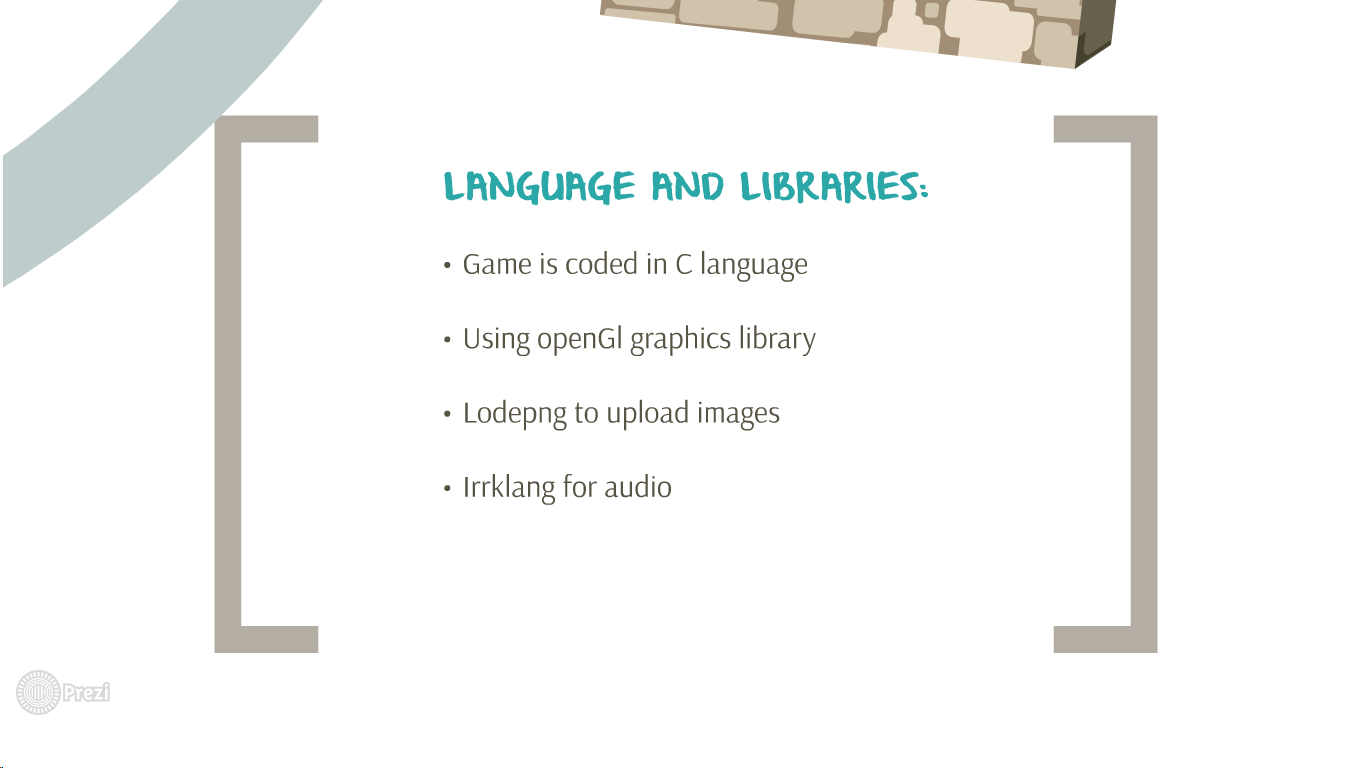 LANGUAGE AND LIBRARIES:
• Game is coded in C language
• Using openGl graphics library
• Lodepng to upload images
• Irrklang for audio
Prezi